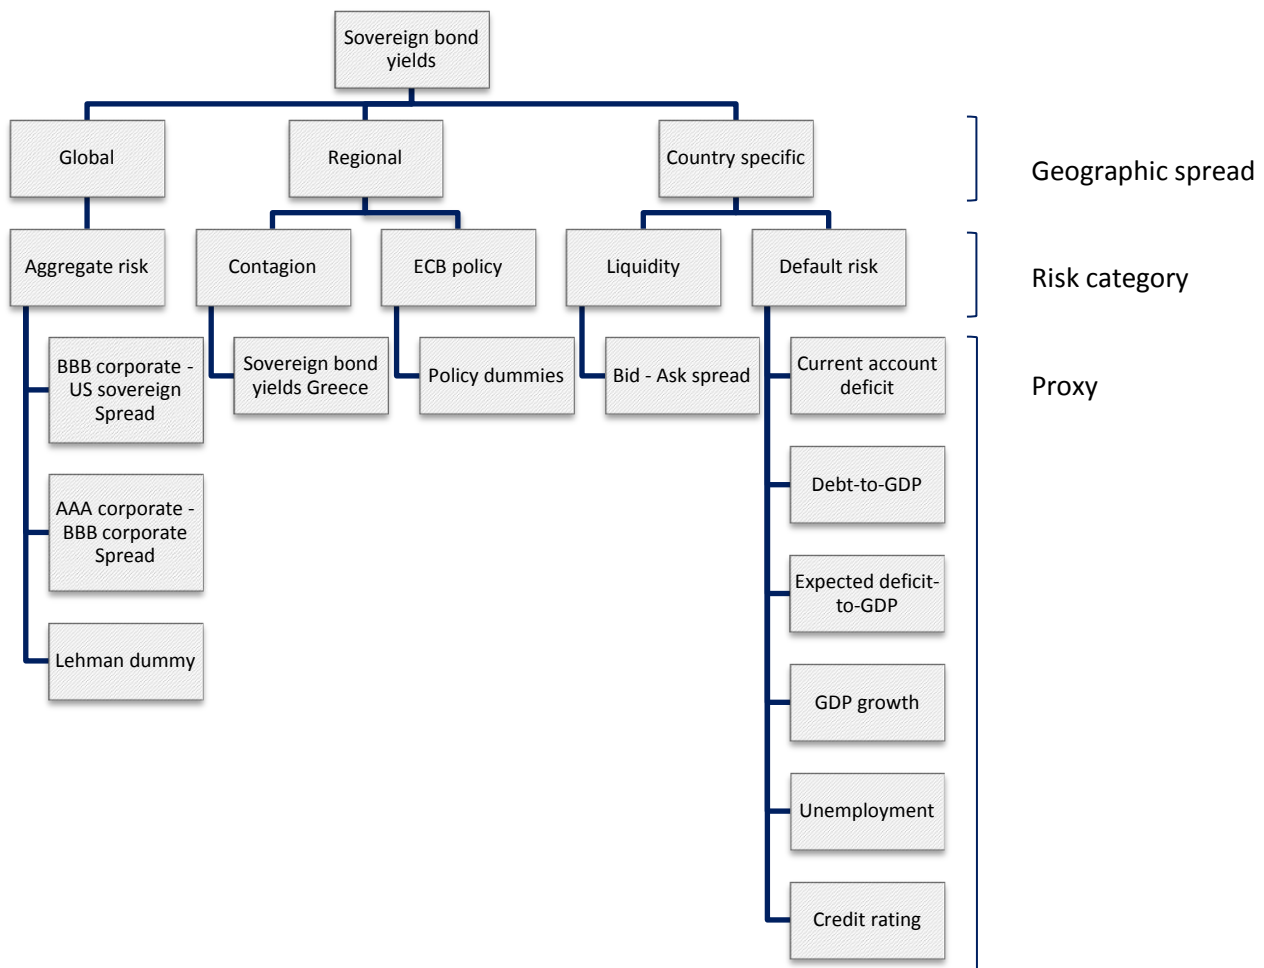 Sovereign bond
yields
Global
Regional
Country specific
Geographic spread
Aggregate risk
Contagion
ECB policy
Liquidity
Default risk
Risk category
BBB corporate -
US sovereign
Spread
Sovereign bond
yields Greece
Policy dummies
Bid - Ask spread
Current account
deficit
Proxy
AAA corporate -
BBB corporate
Spread
Debt-to-GDP
Expected deficit-
to-GDP
Lehman dummy
GDP growth
Unemployment
Credit rating